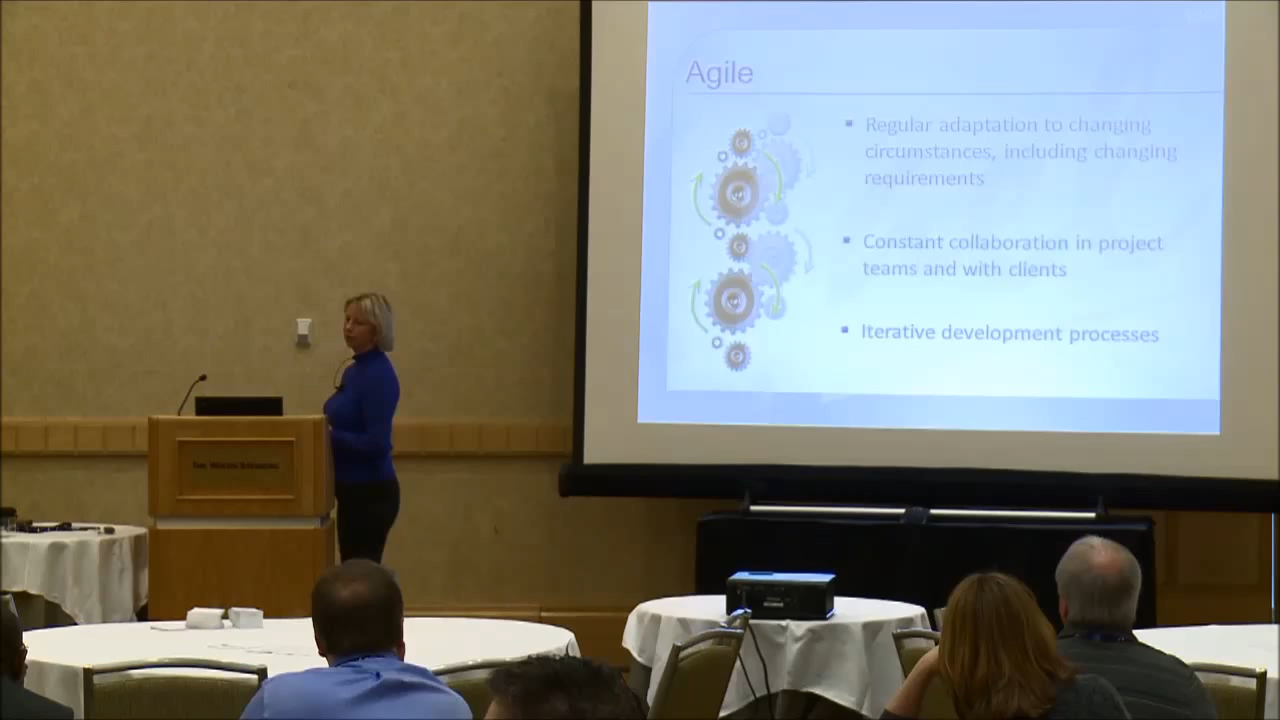 Agile
Regular adaptation to changing
circumstances, including changing
requirements
Constant collaboration in project
teams and with clients
Iterative development processes